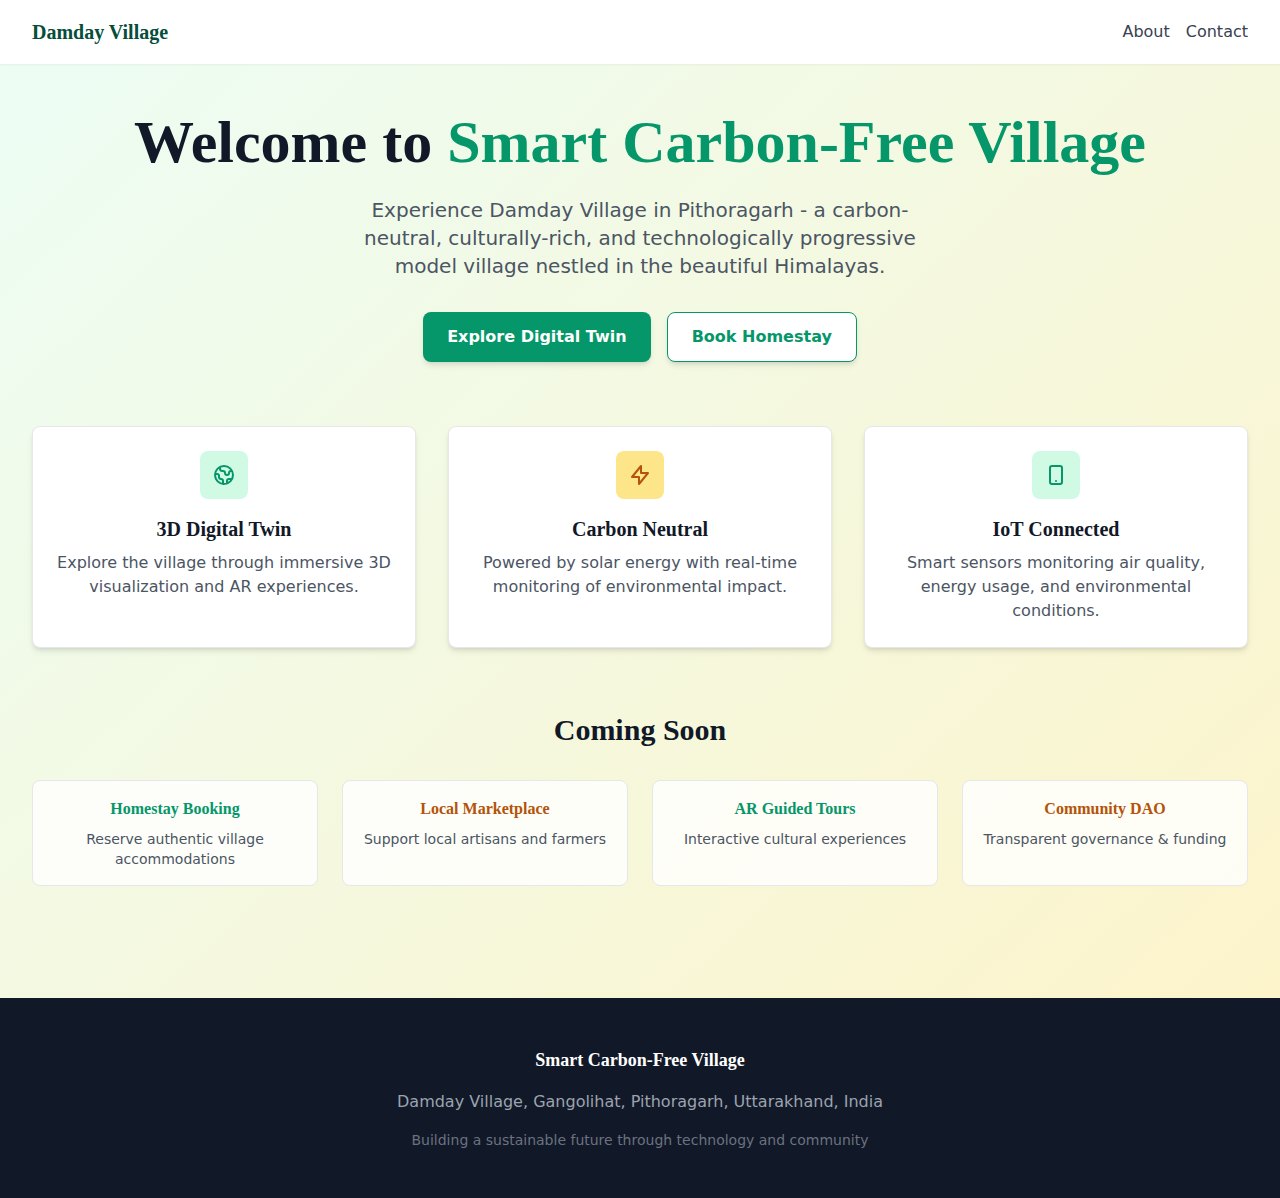 Damday Village
About Contact
Welcome to Smart Carbon-Free Village
Experience Damday Village in Pithoragarh - a carbon-
neutral, culturally-rich, and technologically progressive
model village nestled in the beautiful Himalayas.
Explore Digital Twin
Book Homestay
3D Digital Twin
Explore the village through immersive 3D
visualization and AR experiences.
Carbon Neutral
Powered by solar energy with real-time
monitoring of environmental impact.
IoT Connected
Smart sensors monitoring air quality,
energy usage, and environmental
conditions.
Coming Soon
Homestay Booking
Reserve authentic village
accommodations
Local Marketplace
Support local artisans and farmers
AR Guided Tours
Interactive cultural experiences
Community DAO
Transparent governance & funding
Smart Carbon-Free Village
Damday Village, Gangolihat, Pithoragarh, Uttarakhand, India
Building a sustainable future through technology and community